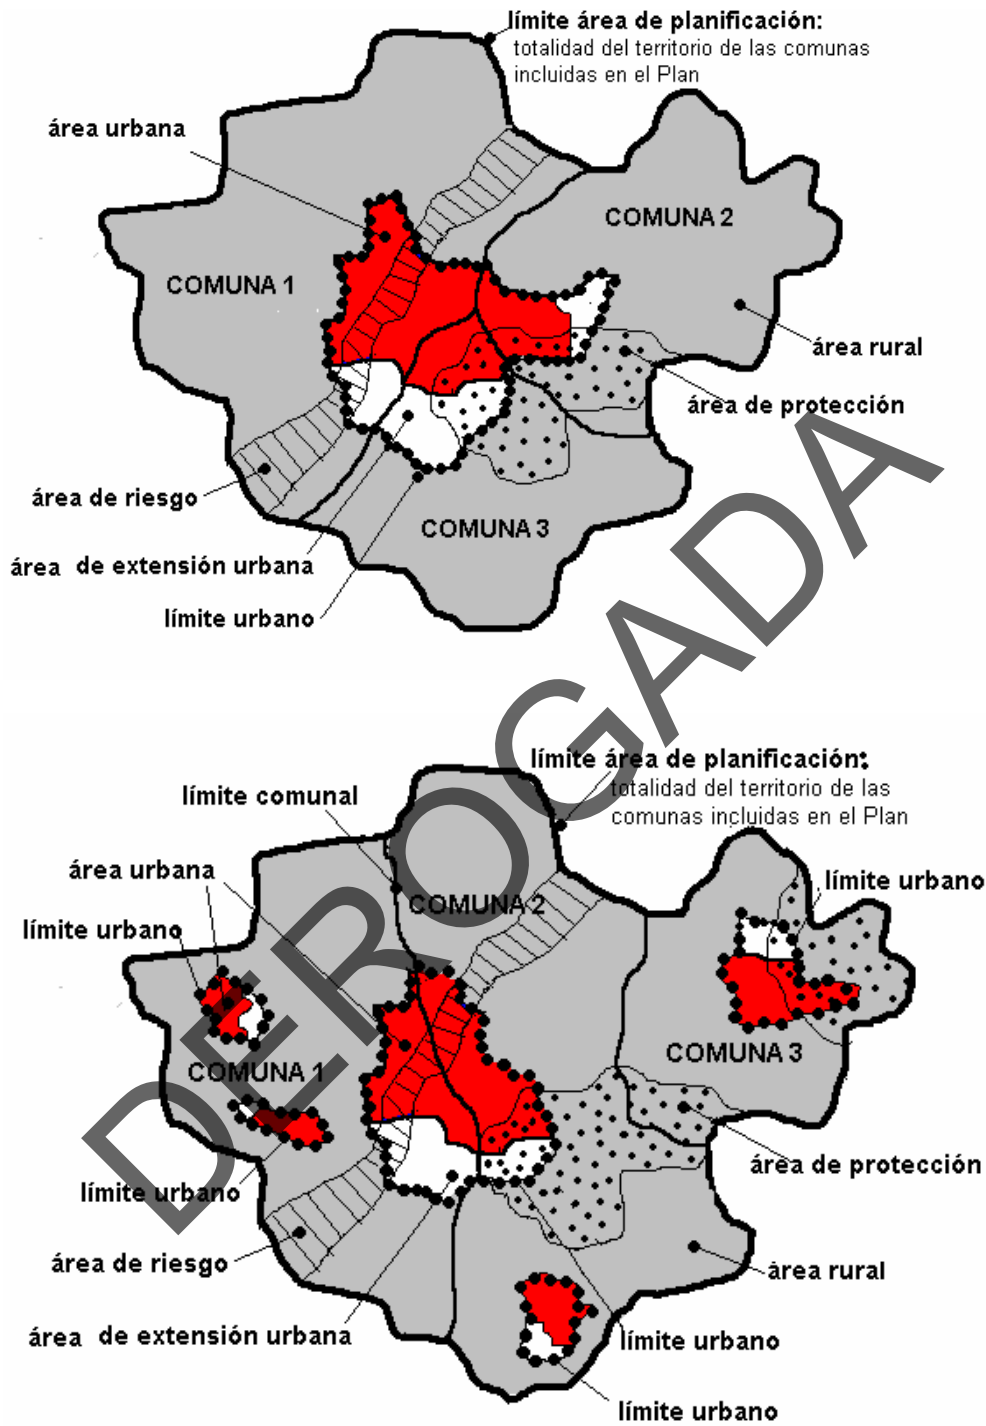 límite área de planificación:
totalidad del territorio de las comunas
incluidas en el Plan
área urbana
COMUNA 2
COMUNA 1
área rural
área de protección
área de riesgo
COMUNA 3
área de extensión urbana
límite urbano
DEROGADA
límite área de planificación:
totalidad del territorio de las
comunas incluidas en el Plan
límite comunal
área urbana
límite urbano
COMUNA 2
límite urbano
COMUNA 3
COMUNA 1
área de protección
límite urbano
área de riesgo
área rural
área de extensión urbana
límite urbano
límite urbano